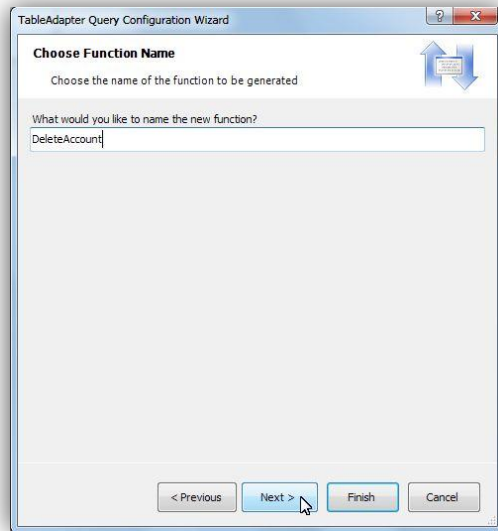 TableAdapter Query Configuration Wizard
Choose Function Name
Choose the name of the function to be generated
What would you like to name the new function?
DeleteAccount
< Previous
Next >
Finish
Cancel